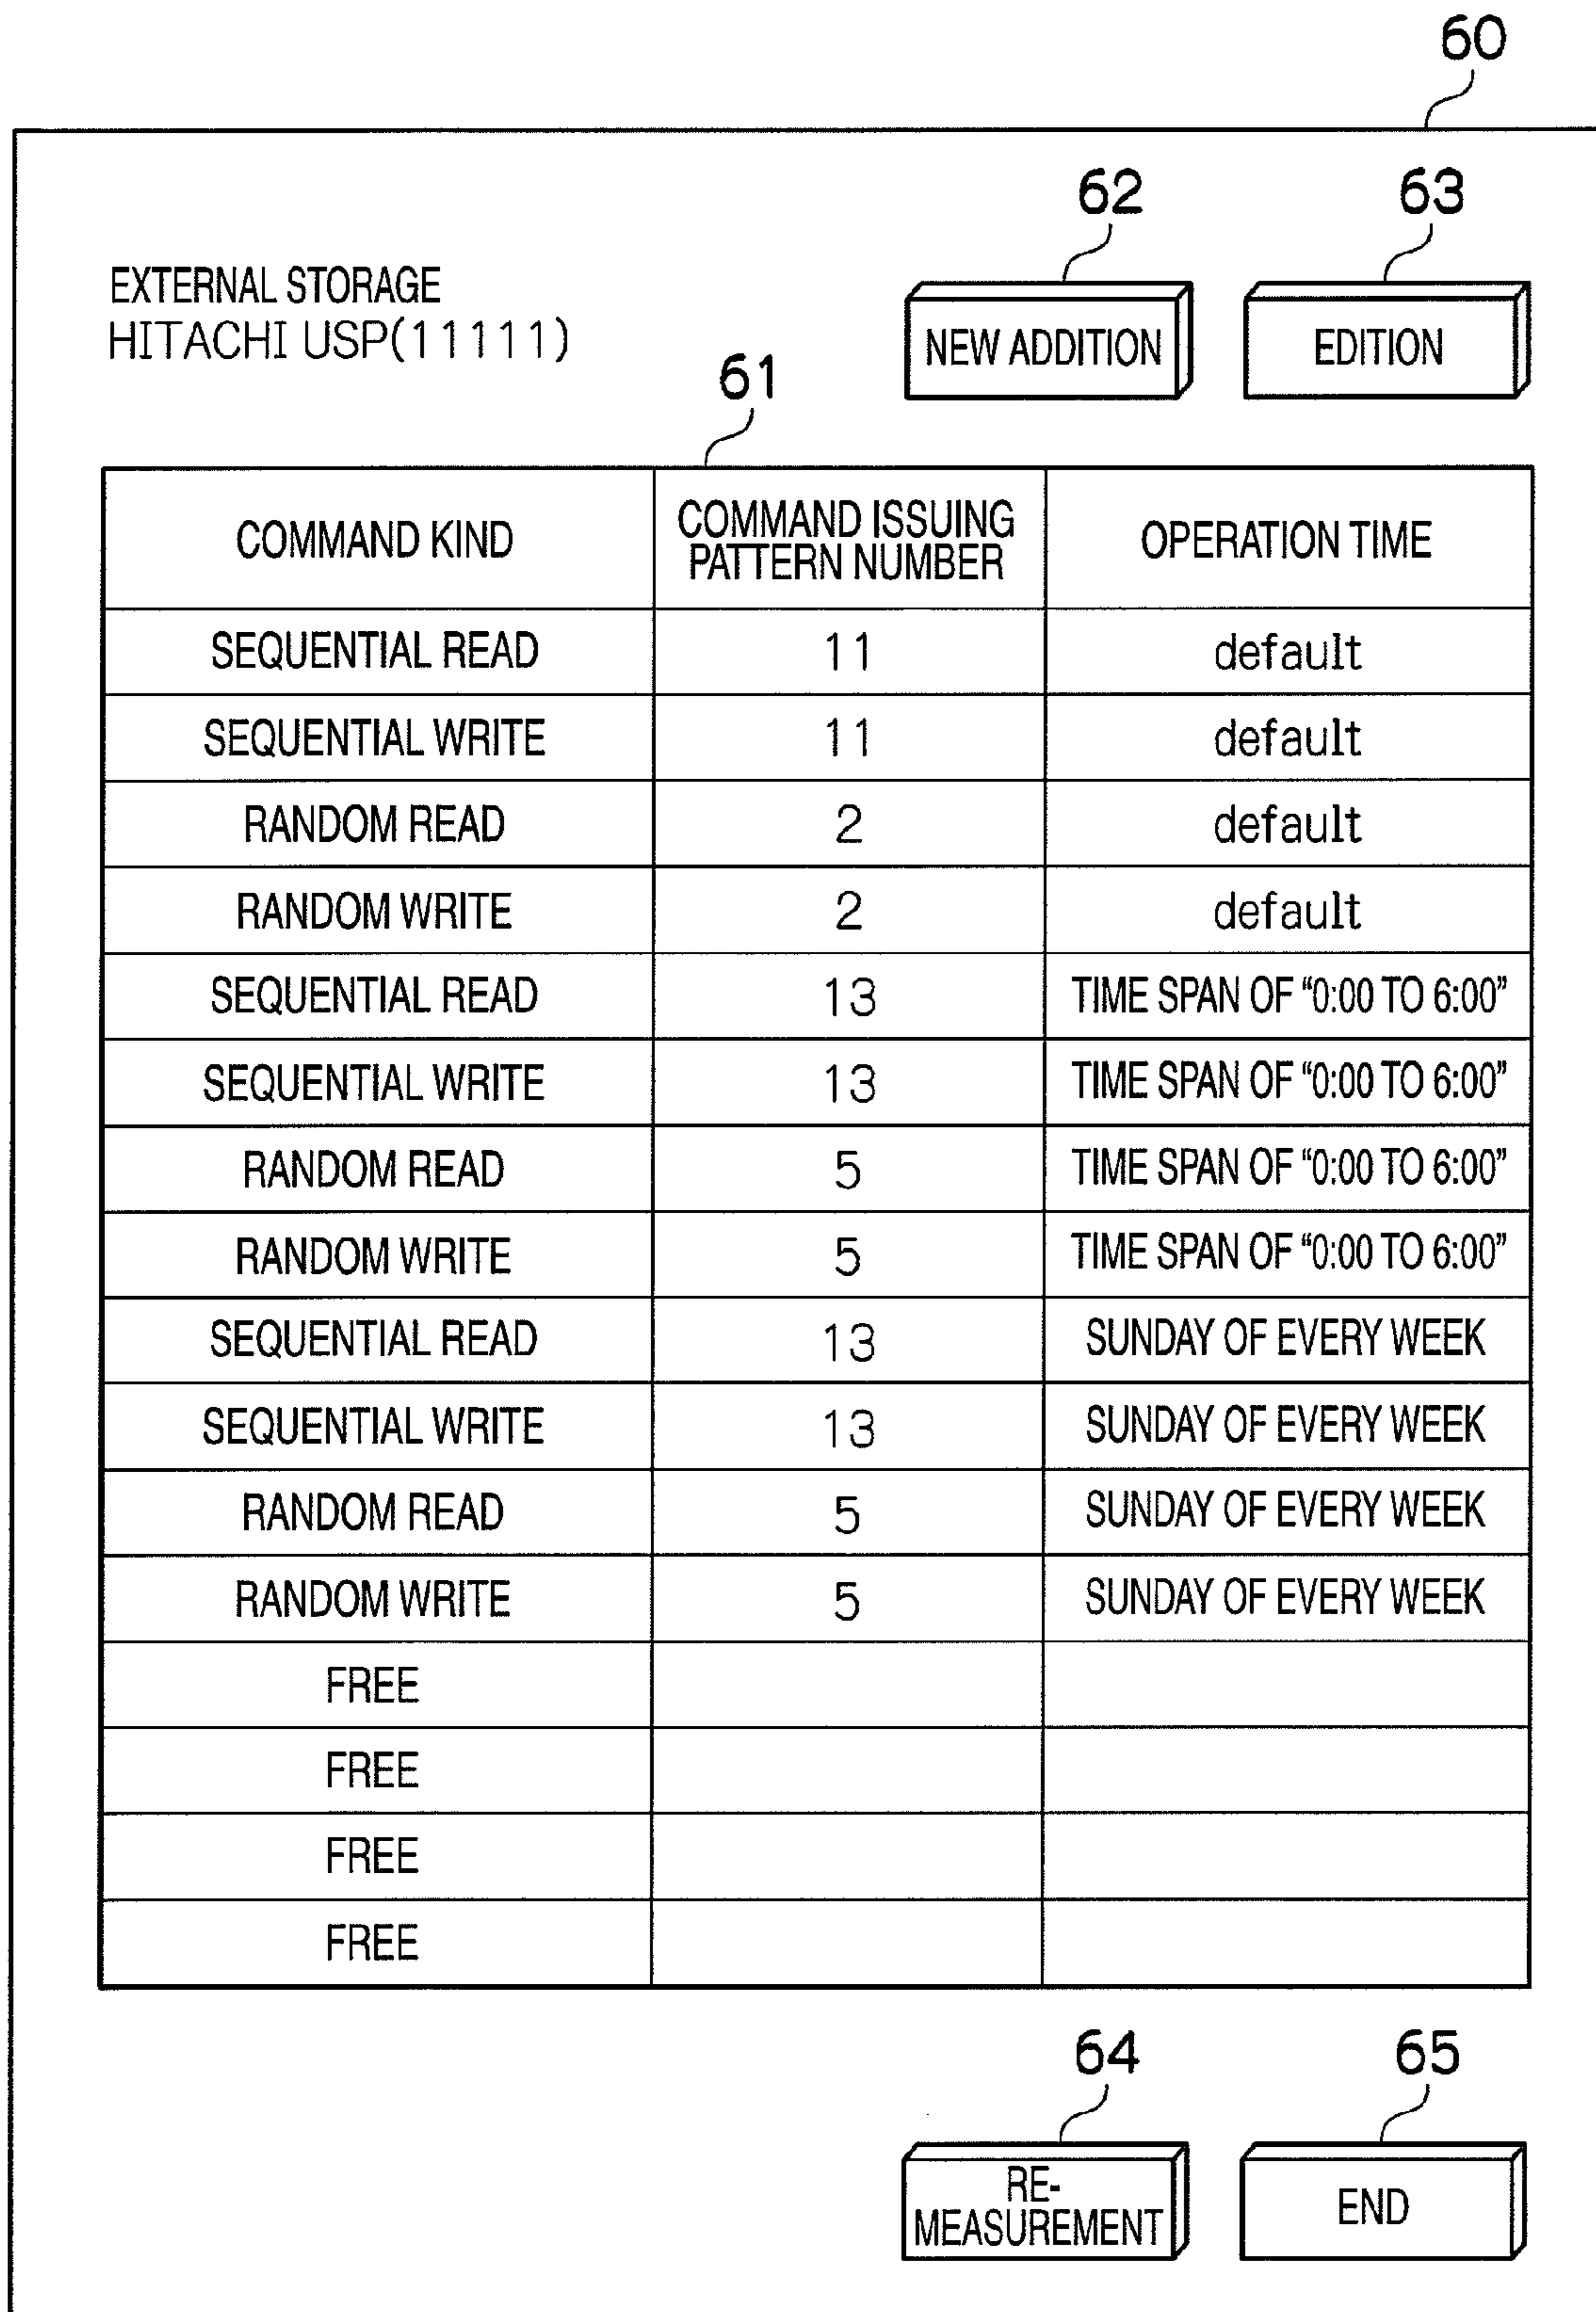 60
62 63
EXTERNAL STORAGE
HITACHI USP(11111)
NEW ADDITION EDITION
61
COMMAND KIND COMMAND ISSUING PATTERN NUMBER OPERATION TIME
SEQUENTIAL READ 11 default
SEQUENTIAL WRITE 11 default
RANDOM READ 2 default
RANDOM WRITE 2 default
SEQUENTIAL READ 13 TIME SPAN OF “0:00 TO 6:00”
SEQUENTIAL WRITE 13 TIME SPAN OF “0:00 TO 6:00”
RANDOM READ 5 TIME SPAN OF “0:00 TO 6:00”
RANDOM WRITE 5 TIME SPAN OF “0:00 TO 6:00”
SEQUENTIAL READ 13 SUNDAY OF EVERY WEEK
SEQUENTIAL WRITE 13 SUNDAY OF EVERY WEEK
RANDOM READ 5 SUNDAY OF EVERY WEEK
RANDOM WRITE 5 SUNDAY OF EVERY WEEK
FREE
FREE
FREE
FREE
64 65
RE-
MEASUREMENT
END